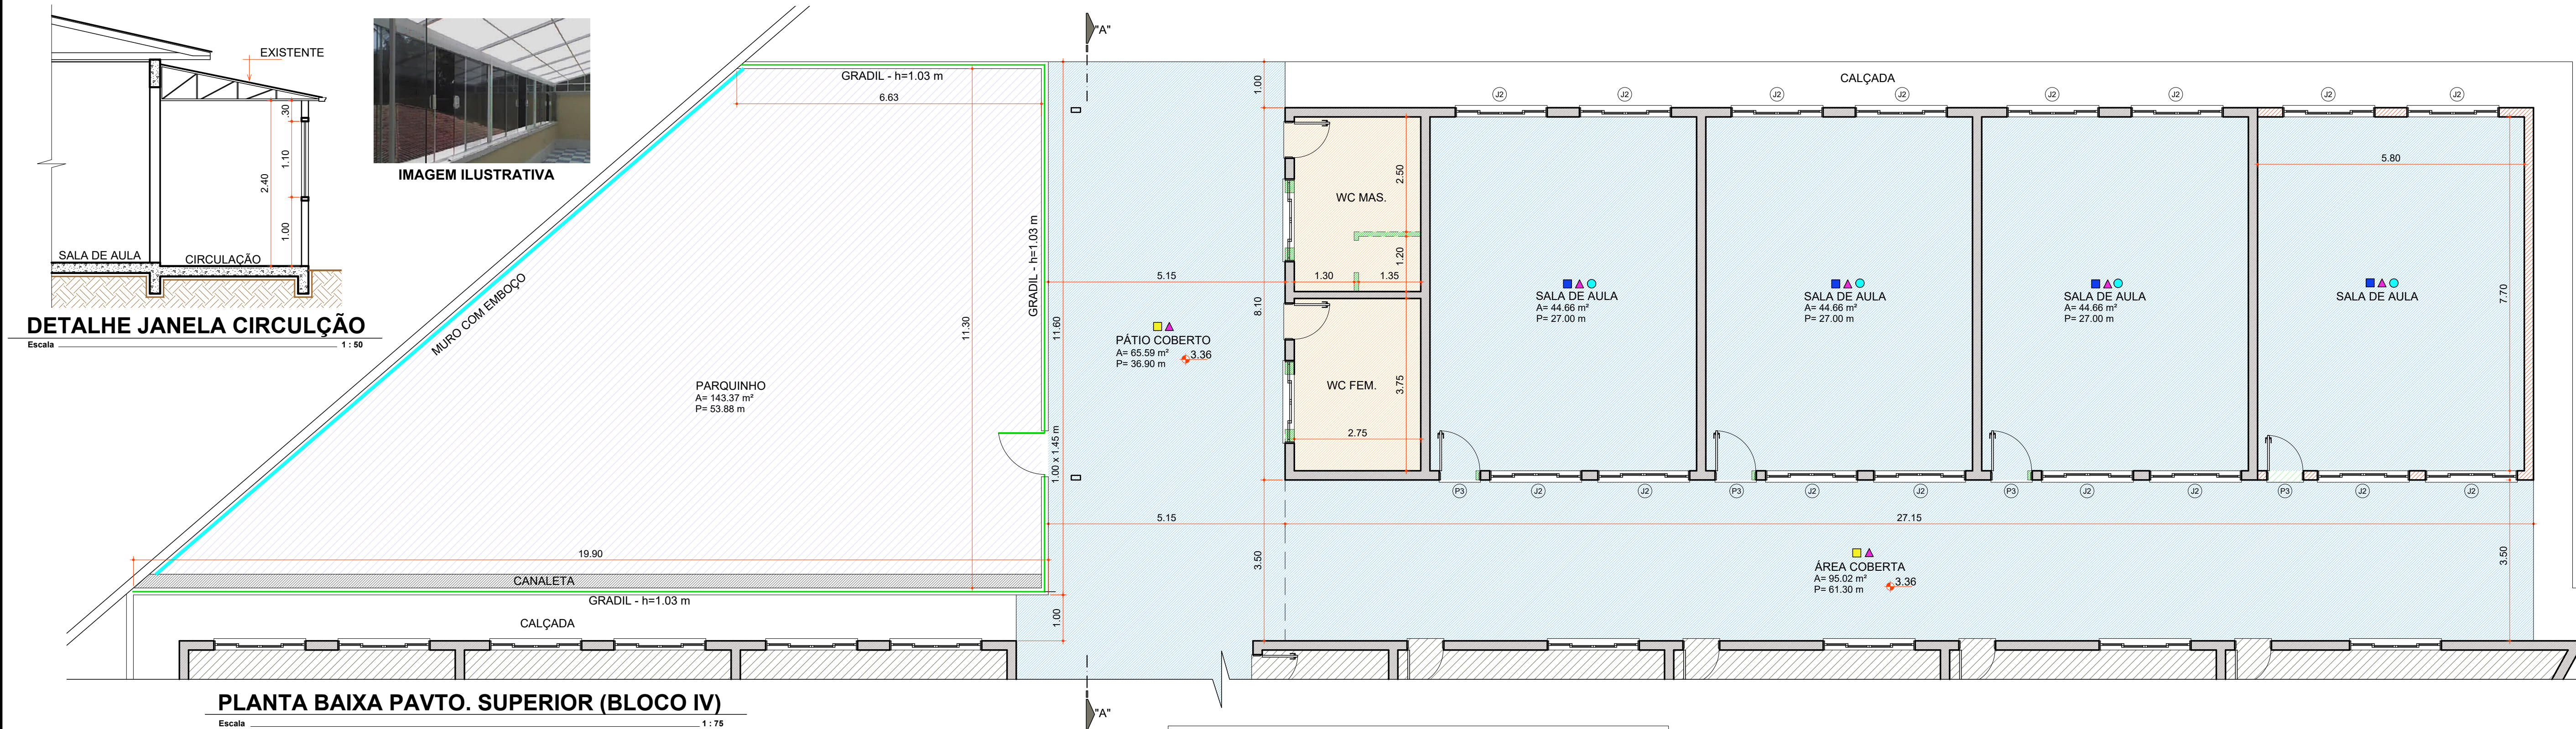 EXISTENTE
.30
1.10
2.40
1.00
SALA DE AULA
CIRCULAÇÃO
DETALHE JANELA CIRCULÇÃO
Escala
1 : 50
IMAGEM ILUSTRATIVA
"A"
GRADIL - h=1.03 m
6.63
MURO COM EMBOÇO
GRADIL - h=1.03 m
11.30
PARQUINHO
A= 143.37 m²
P= 53.88 m
19.90
CANALETA
GRADIL - h=1.03 m
CALÇADA
1.00 x 1.45 m
11.60
1.00
5.15
PÁTIO COBERTO
A= 65.59 m²
P= 36.90 m
3.36
5.15
1.00
8.10
3.50
CALÇADA
J2
J2
J2
J2
J2
J2
J2
J2
WC MAS.
2.50
1.20
1.30
1.35
WC FEM.
3.75
2.75
SALA DE AULA
A= 44.66 m²
P= 27.00 m
SALA DE AULA
A= 44.66 m²
P= 27.00 m
SALA DE AULA
A= 44.66 m²
P= 27.00 m
5.80
SALA DE AULA
7.70
P3
J2
J2
P3
J2
J2
P3
J2
J2
P3
J2
J2
27.15
ÁREA COBERTA
A= 95.02 m²
P= 61.30 m
3.36
3.50
PLANTA BAIXA PAVTO. SUPERIOR (BLOCO IV)
Escala
1 : 75
"A"